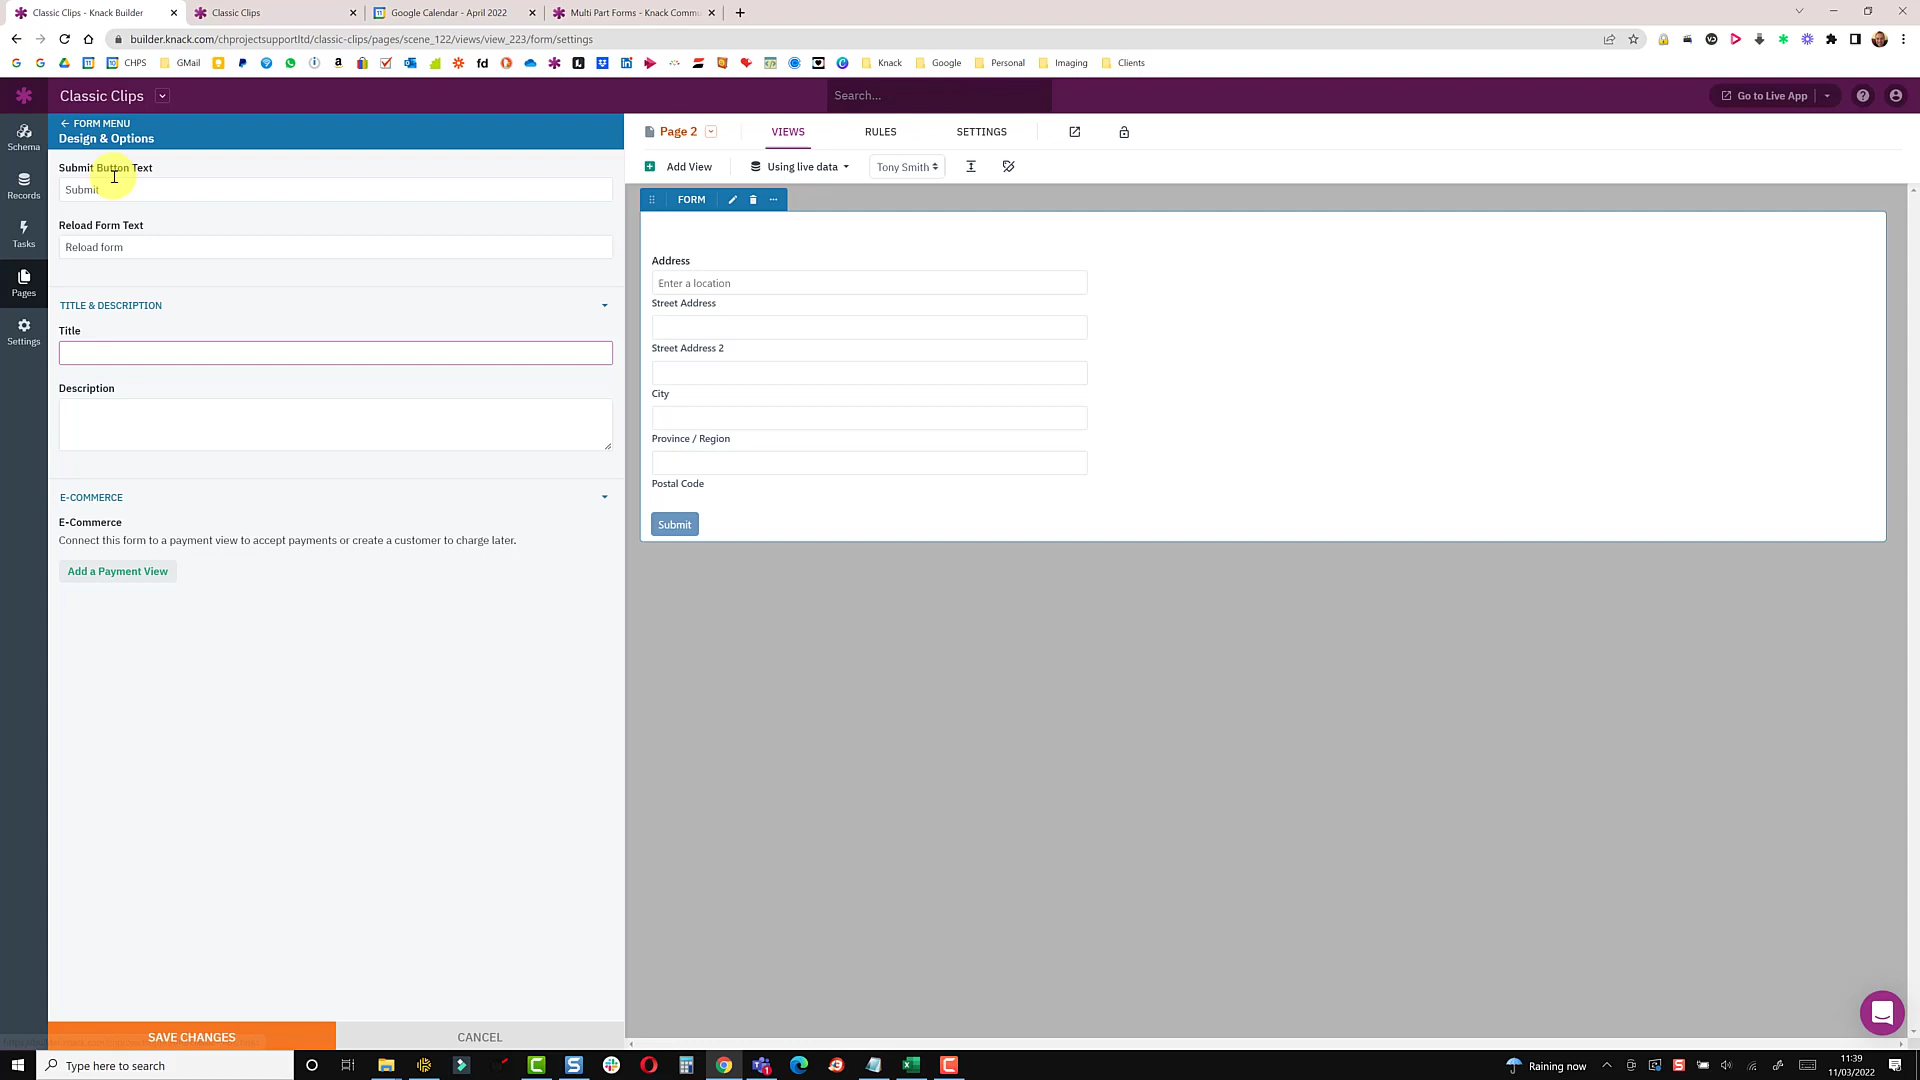 Classic Clips - Knack Builder
Classic Clips
Google Calendar - April 2022
Multi Part Forms - Knack Commu
builder.knack.com/chprojectsupportltd/classic-clips/pages/scene_122/views/view_223/form/settings
CHPS
GMail
fd
Knack
Google
Personal
Imaging
Clients
Classic Clips
Search...
Go to Live App
Schema
Records
Tasks
Pages
Settings
FORM MENU
Design & Options
Submit Button Text
Submit
Reload Form Text
Reload form
TITLE & DESCRIPTION
Title
Description
E-COMMERCE
E-Commerce
Connect this form to a payment view to accept payments or create a customer to charge later.
Add a Payment View
SAVE CHANGES
CANCEL
Page 2
VIEWS
RULES
SETTINGS
Add View
Using live data
Tony Smith
FORM
Address
Enter a location
Street Address
Street Address 2
City
Province / Region
Postal Code
Submit
Type here to search
Raining now
11:39
11/03/2022